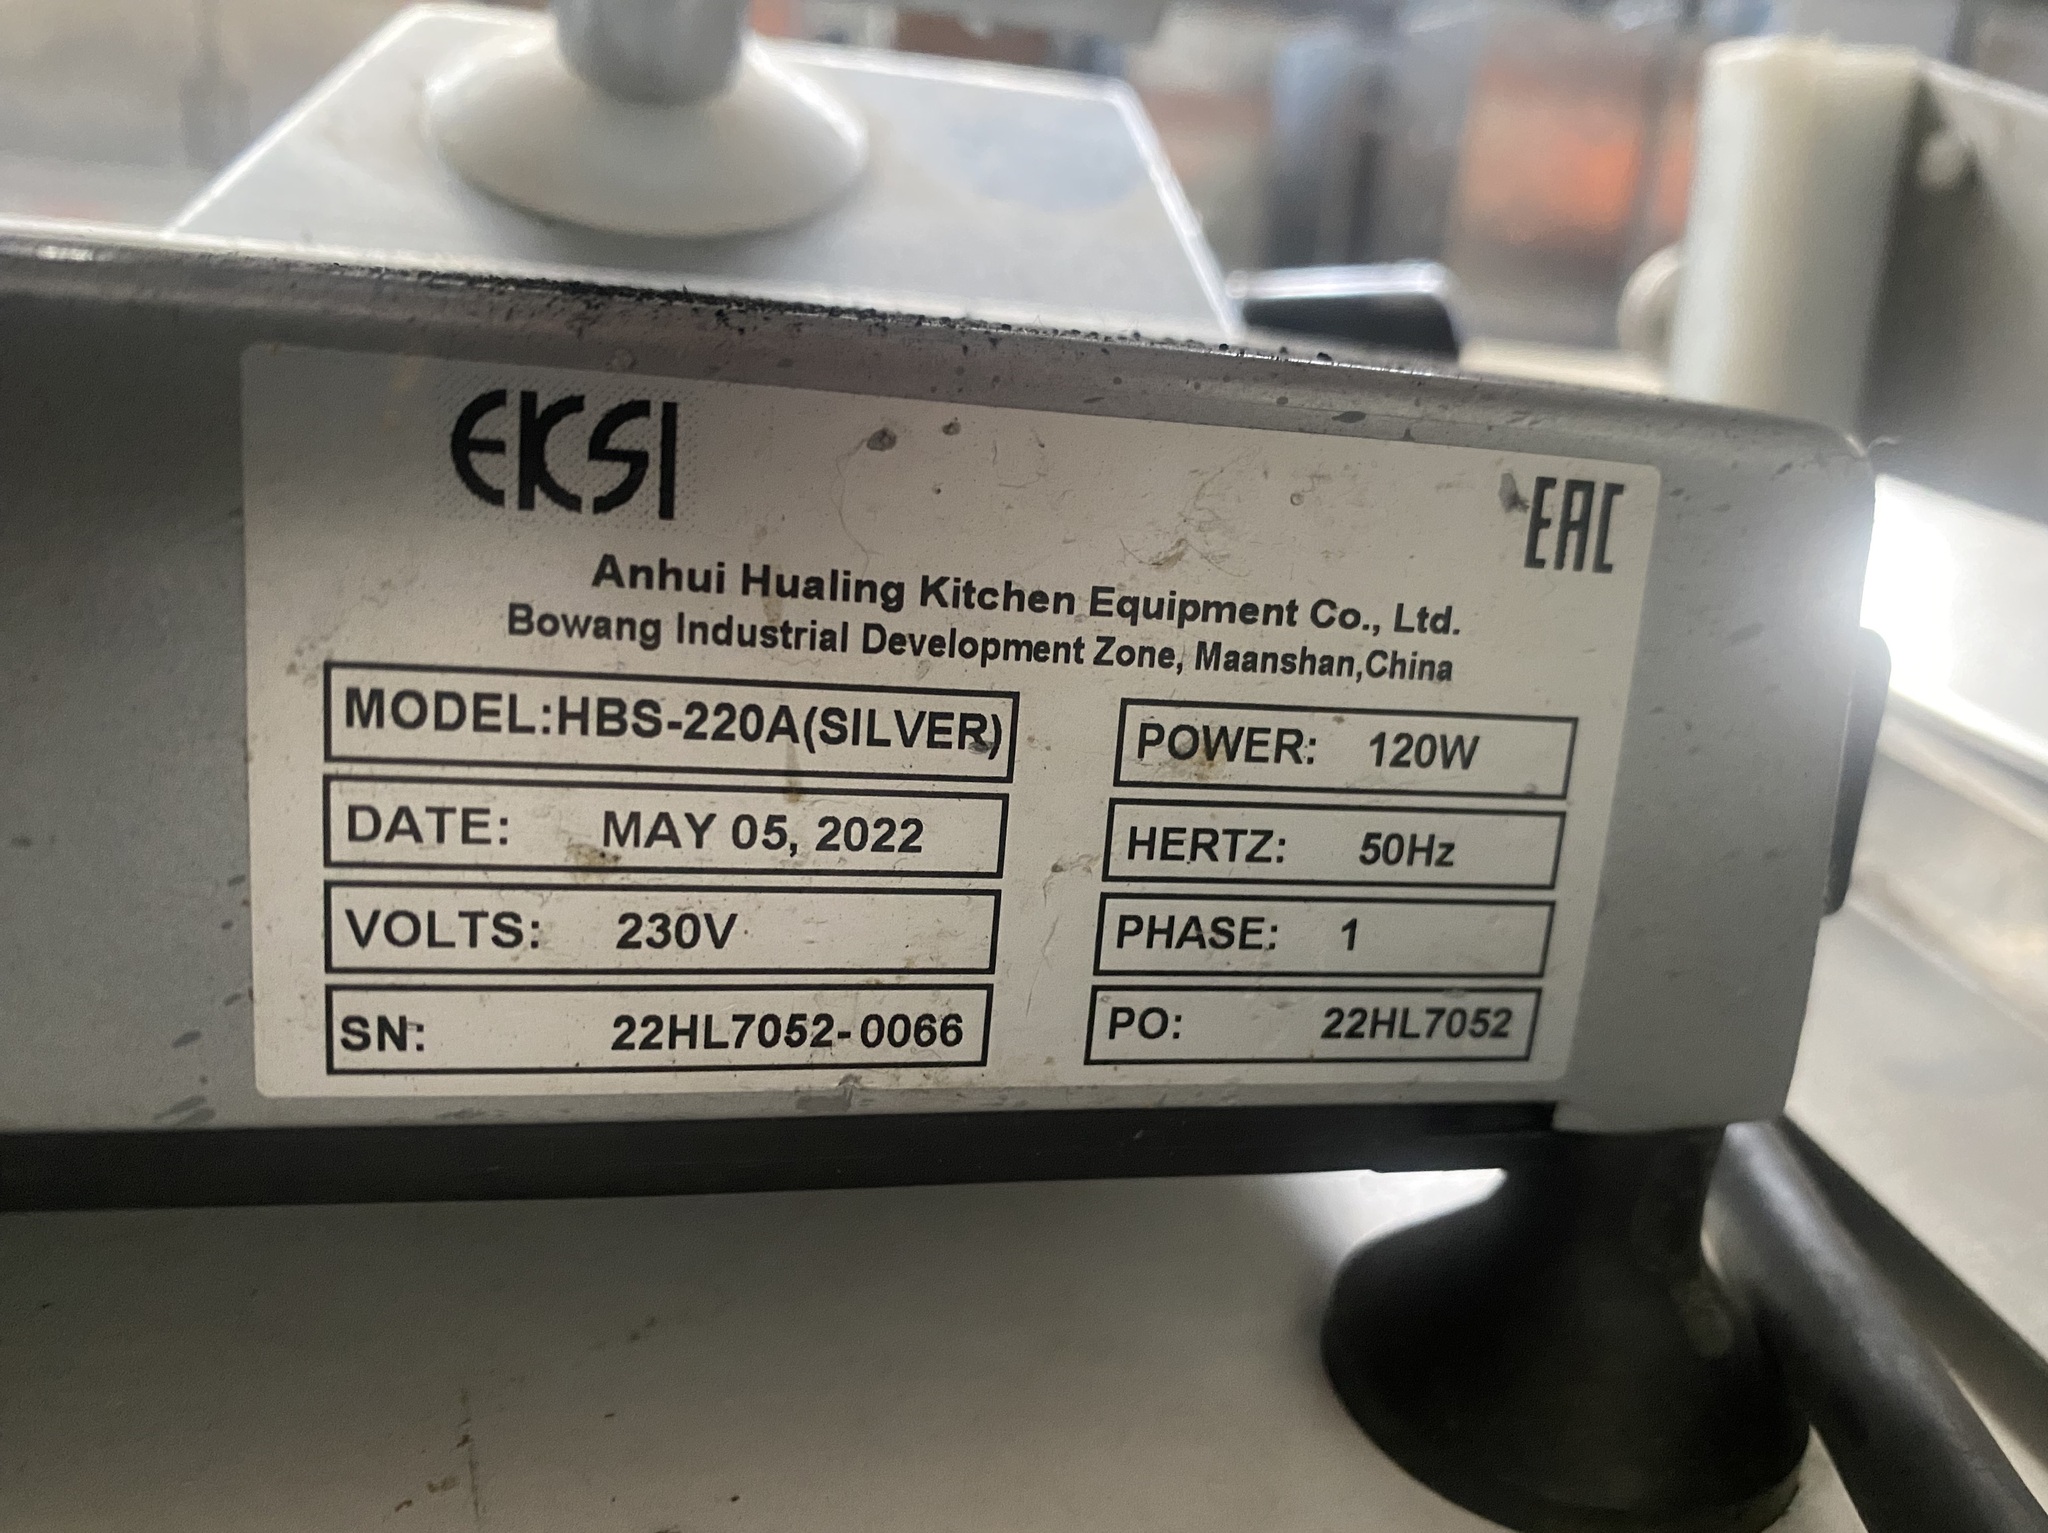 EKSI
EAC
Anhui Hualing Kitchen Equipment Co., Ltd.
Bowang Industrial Development Zone, Maanshan,China
MODEL:HBS-220A(SILVER)
POWER: 120W
DATE: MAY 05, 2022
HERTZ: 50Hz
VOLTS: 230V
PHASE: 1
SN: 22HL7052-0066
PO: 22HL7052